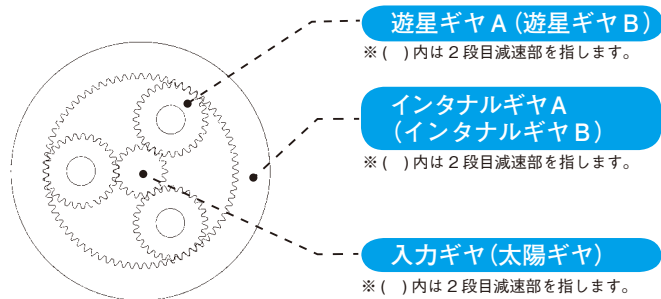 遊星ギヤA(遊星ギヤB)
※(　)内は2段目減速部を指します。
インタナルギヤA
(インタナルギヤB)
※(　)内は2段目減速部を指します。
入力ギヤ(太陽ギヤ)
※(　)内は2段目減速部を指します。